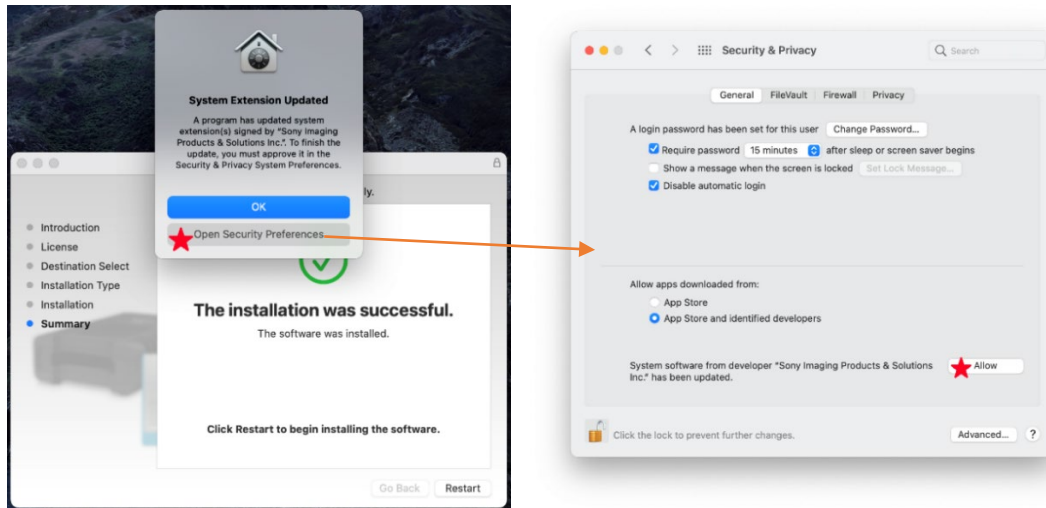 System Extension Updated
A program has updated system
extension(s) signed by "Sony Imaging
Products & Solutions Inc.". To finish the
update, you must approve it in the
Security & Privacy System Preferences.
OK
Open Security Preferences
ly.
Introduction
License
Destination Select
Installation Type
Installation
Summary
The installation was successful.
The software was installed.
Click Restart to begin installing the software.
Go Back Restart
Security & Privacy
Search
General FileVault Firewall Privacy
A login password has been set for this user Change Password...
Require password 15 minutes after sleep or screen saver begins
Show a message when the screen is locked Set Lock Message...
Disable automatic login
Allow apps downloaded from:
App Store
App Store and identified developers
System software from developer "Sony Imaging Products & Solutions Allow
Inc." has been updated.
Click the lock to prevent further changes.
Advanced... ?